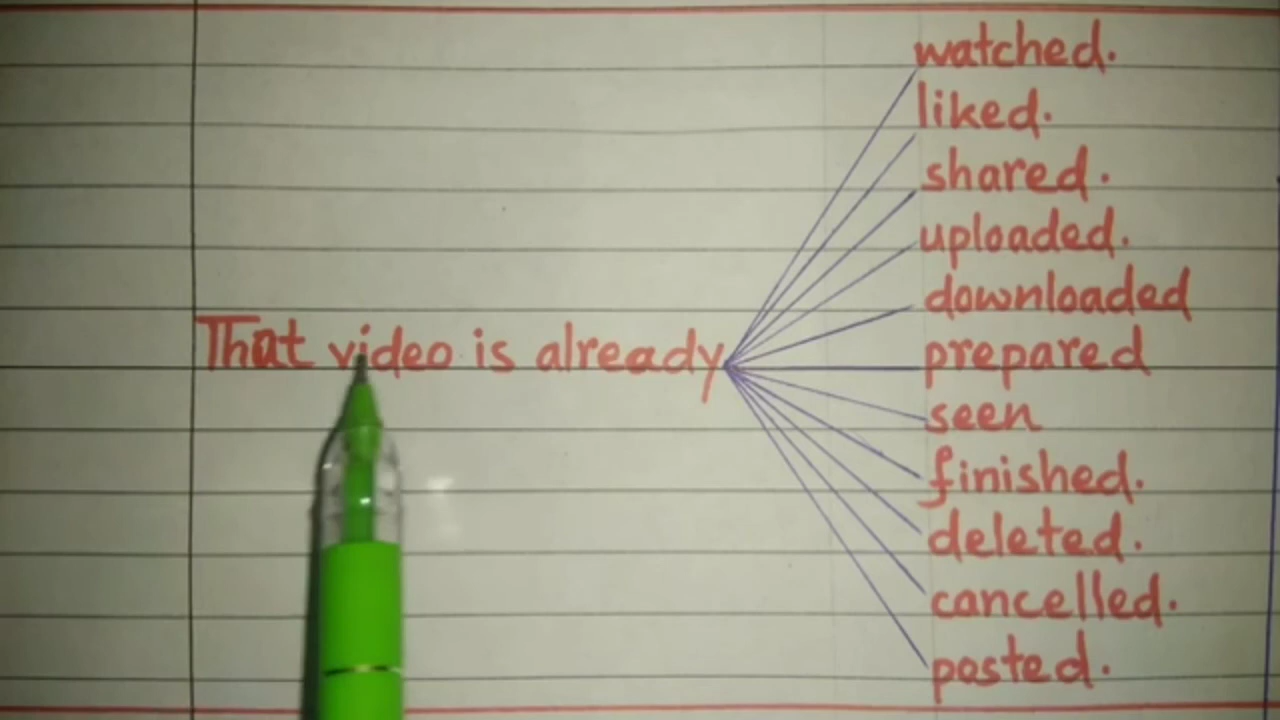 watched.
liked.
shared.
uploaded.
downloaded
That video is already
prepared
seen
finished.
deleted.
cancelled.
posted.